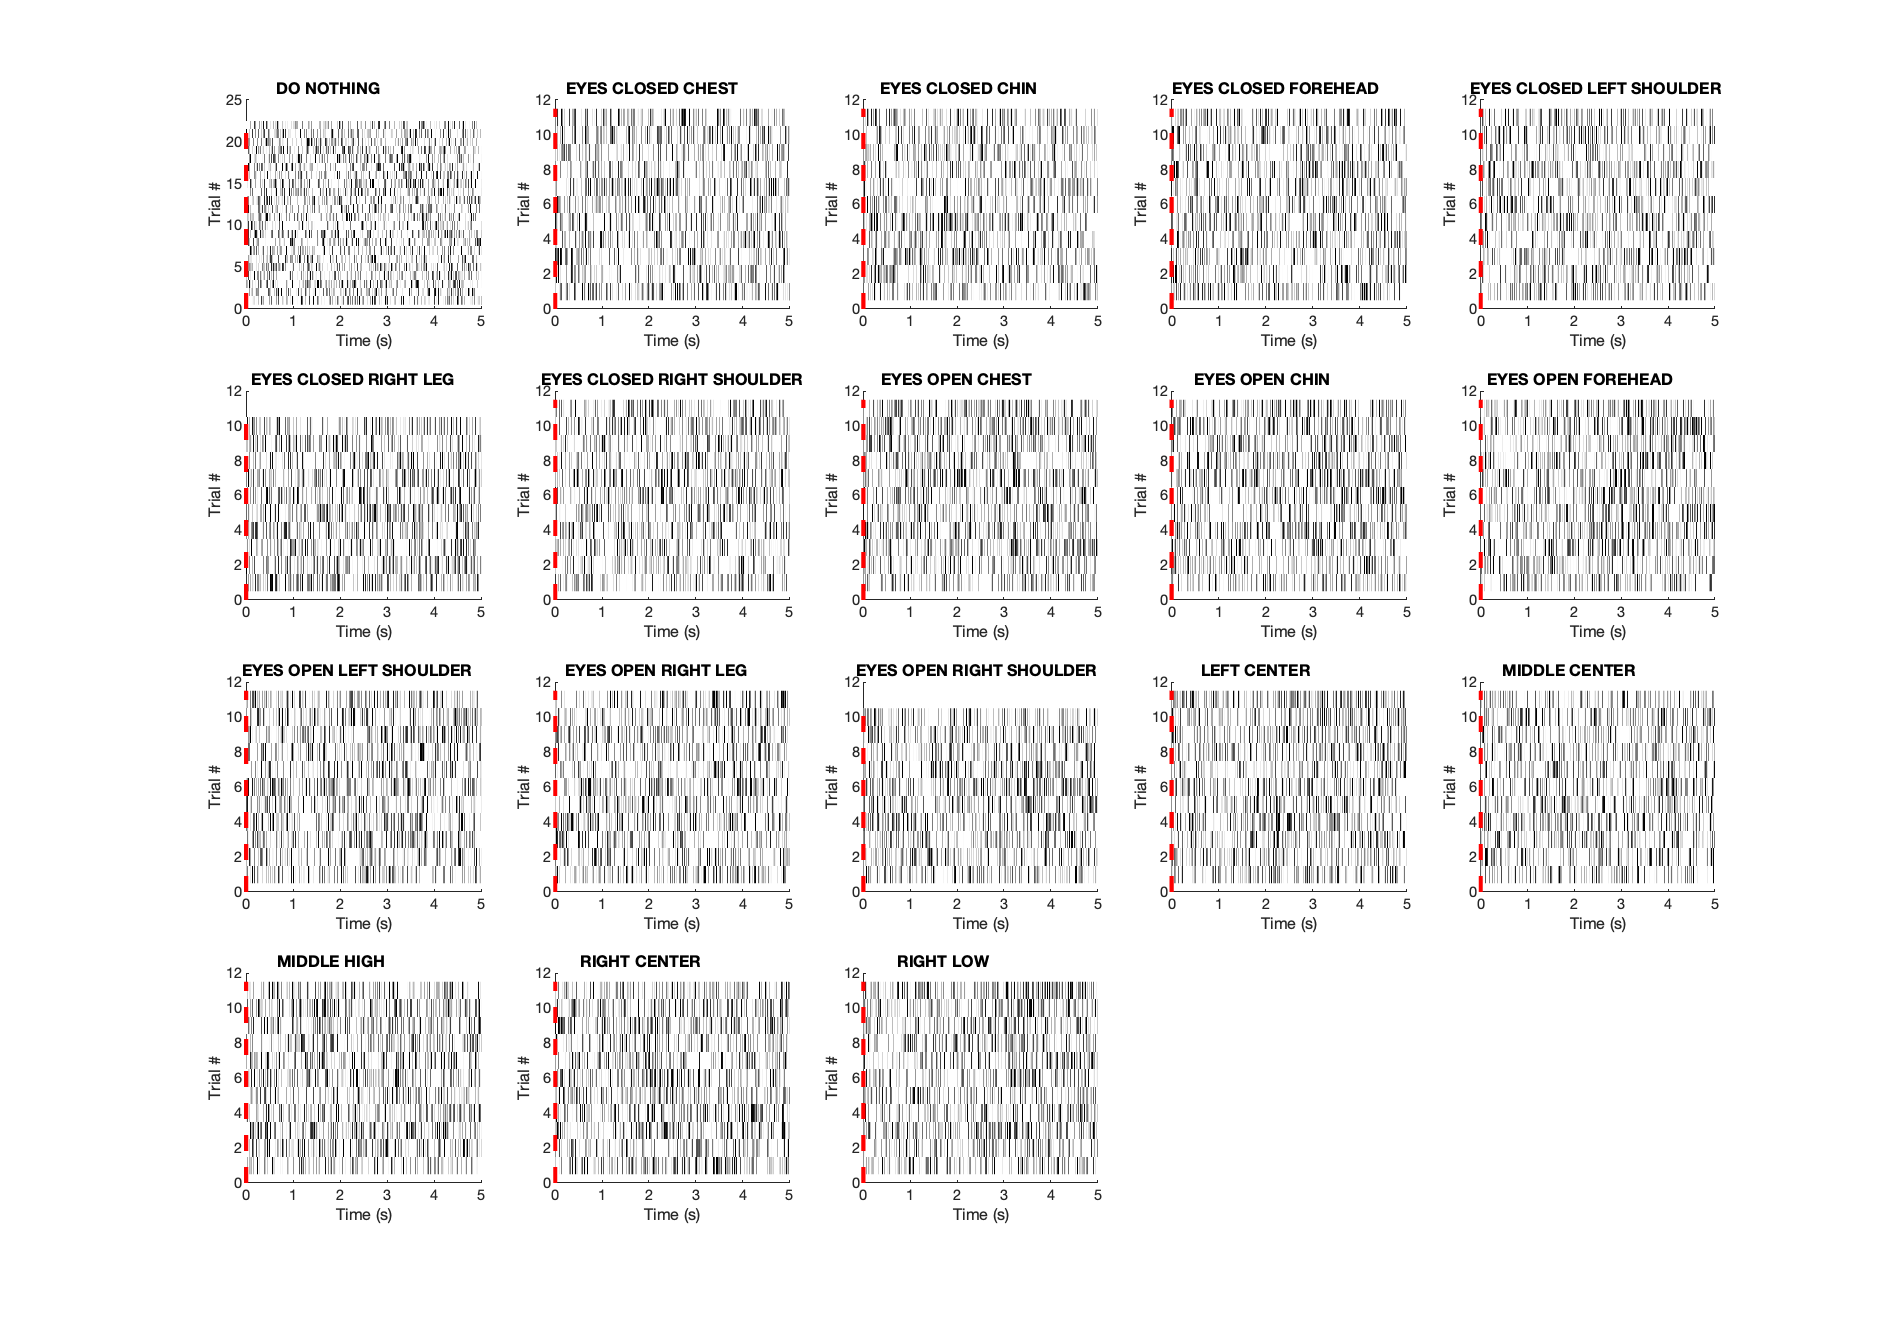 DO NOTHING
25
20
15
10
5
0
Trial #
0 1 2 3 4 5
Time (s)
EYES CLOSED CHEST
12
10
8
6
4
2
0
Trial #
0 1 2 3 4 5
Time (s)
EYES CLOSED CHIN
12
10
8
6
4
2
0
Trial #
0 1 2 3 4 5
Time (s)
EYES CLOSED FOREHEAD
12
10
8
6
4
2
0
Trial #
0 1 2 3 4 5
Time (s)
EYES CLOSED LEFT SHOULDER
12
10
8
6
4
2
0
Trial #
0 1 2 3 4 5
Time (s)
EYES CLOSED RIGHT LEG
12
10
8
6
4
2
0
Trial #
0 1 2 3 4 5
Time (s)
EYES CLOSED RIGHT SHOULDER
12
10
8
6
4
2
0
Trial #
0 1 2 3 4 5
Time (s)
EYES OPEN CHEST
12
10
8
6
4
2
0
Trial #
0 1 2 3 4 5
Time (s)
EYES OPEN CHIN
12
10
8
6
4
2
0
Trial #
0 1 2 3 4 5
Time (s)
EYES OPEN FOREHEAD
12
10
8
6
4
2
0
Trial #
0 1 2 3 4 5
Time (s)
EYES OPEN LEFT SHOULDER
12
10
8
6
4
2
0
Trial #
0 1 2 3 4 5
Time (s)
EYES OPEN RIGHT LEG
12
10
8
6
4
2
0
Trial #
0 1 2 3 4 5
Time (s)
EYES OPEN RIGHT SHOULDER
12
10
8
6
4
2
0
Trial #
0 1 2 3 4 5
Time (s)
LEFT CENTER
12
10
8
6
4
2
0
Trial #
0 1 2 3 4 5
Time (s)
MIDDLE CENTER
12
10
8
6
4
2
0
Trial #
0 1 2 3 4 5
Time (s)
MIDDLE HIGH
12
10
8
6
4
2
0
Trial #
0 1 2 3 4 5
Time (s)
RIGHT CENTER
12
10
8
6
4
2
0
Trial #
0 1 2 3 4 5
Time (s)
RIGHT LOW
12
10
8
6
4
2
0
Trial #
0 1 2 3 4 5
Time (s)